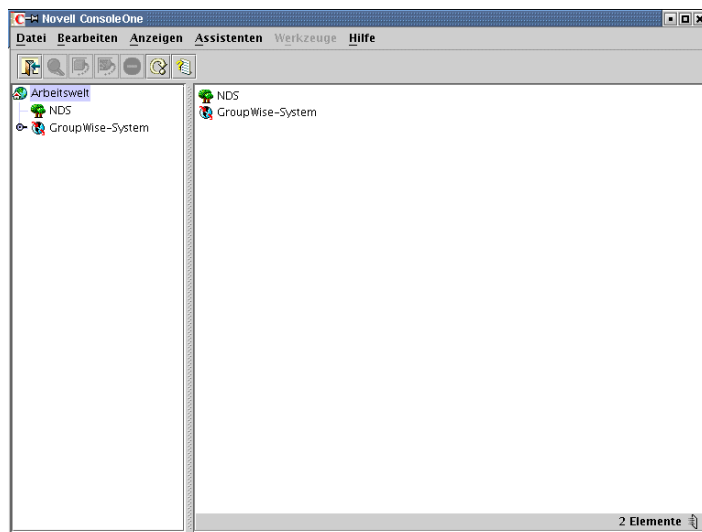 Novell ConsoleOne
Datei Bearbeiten Anzeigen Assistenten Werkzeuge Hilfe
Arbeitswelt
NDS
GroupWise-System
NDS
GroupWise-System
2 Elemente